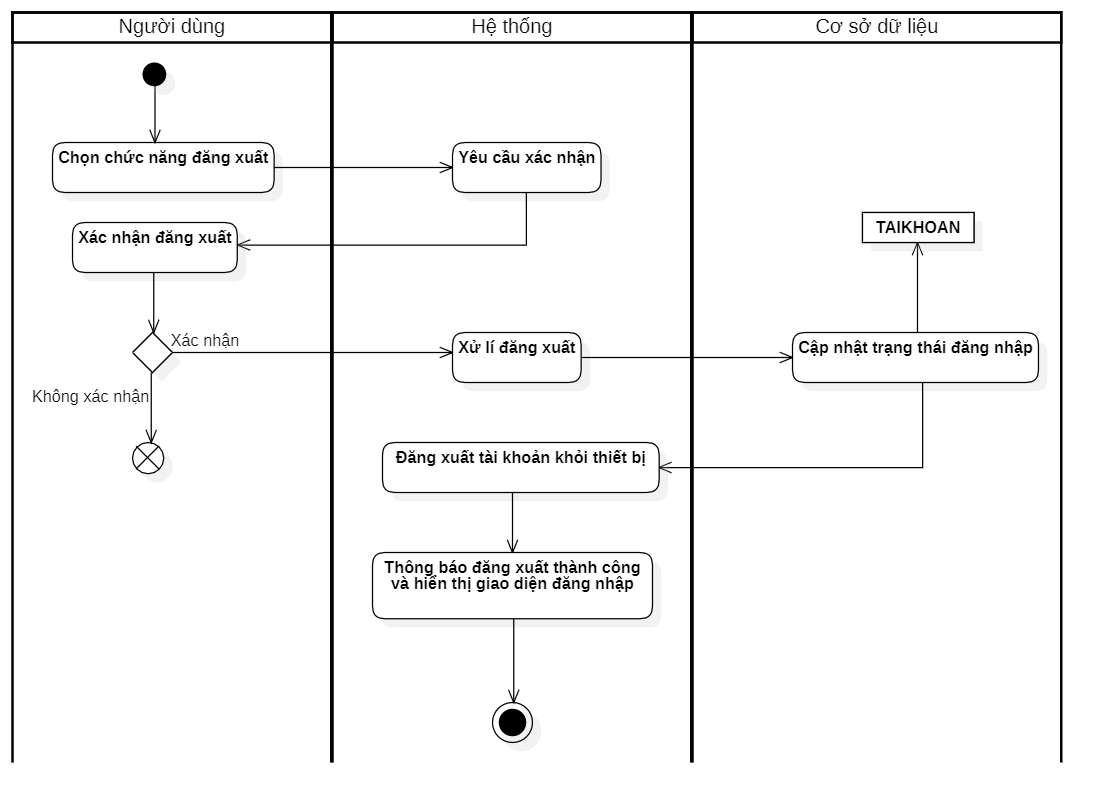 Người dùng
Hệ thống
Cơ sở dữ liệu
Chọn chức năng đăng xuất
Yêu cầu xác nhận
Xác nhận đăng xuất
TAIKHOAN
Xác nhận
Xử lí đăng xuất
Cập nhật trạng thái đăng nhập
Không xác nhận
Đăng xuất tài khoản khỏi thiết bị
Thông báo đăng xuất thành công
và hiển thị giao diện đăng nhập